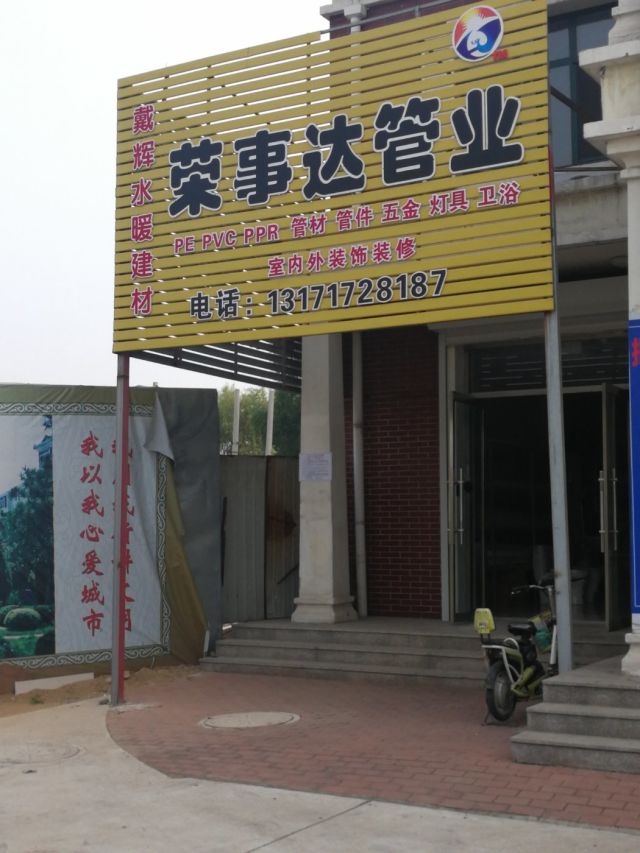 戴辉水暖建材
荣事达管业
PE PVC PPR 管材 管件 五金 灯具 卫浴
室内外装饰装修
电话：13171728187
TM
我以我心爱城市